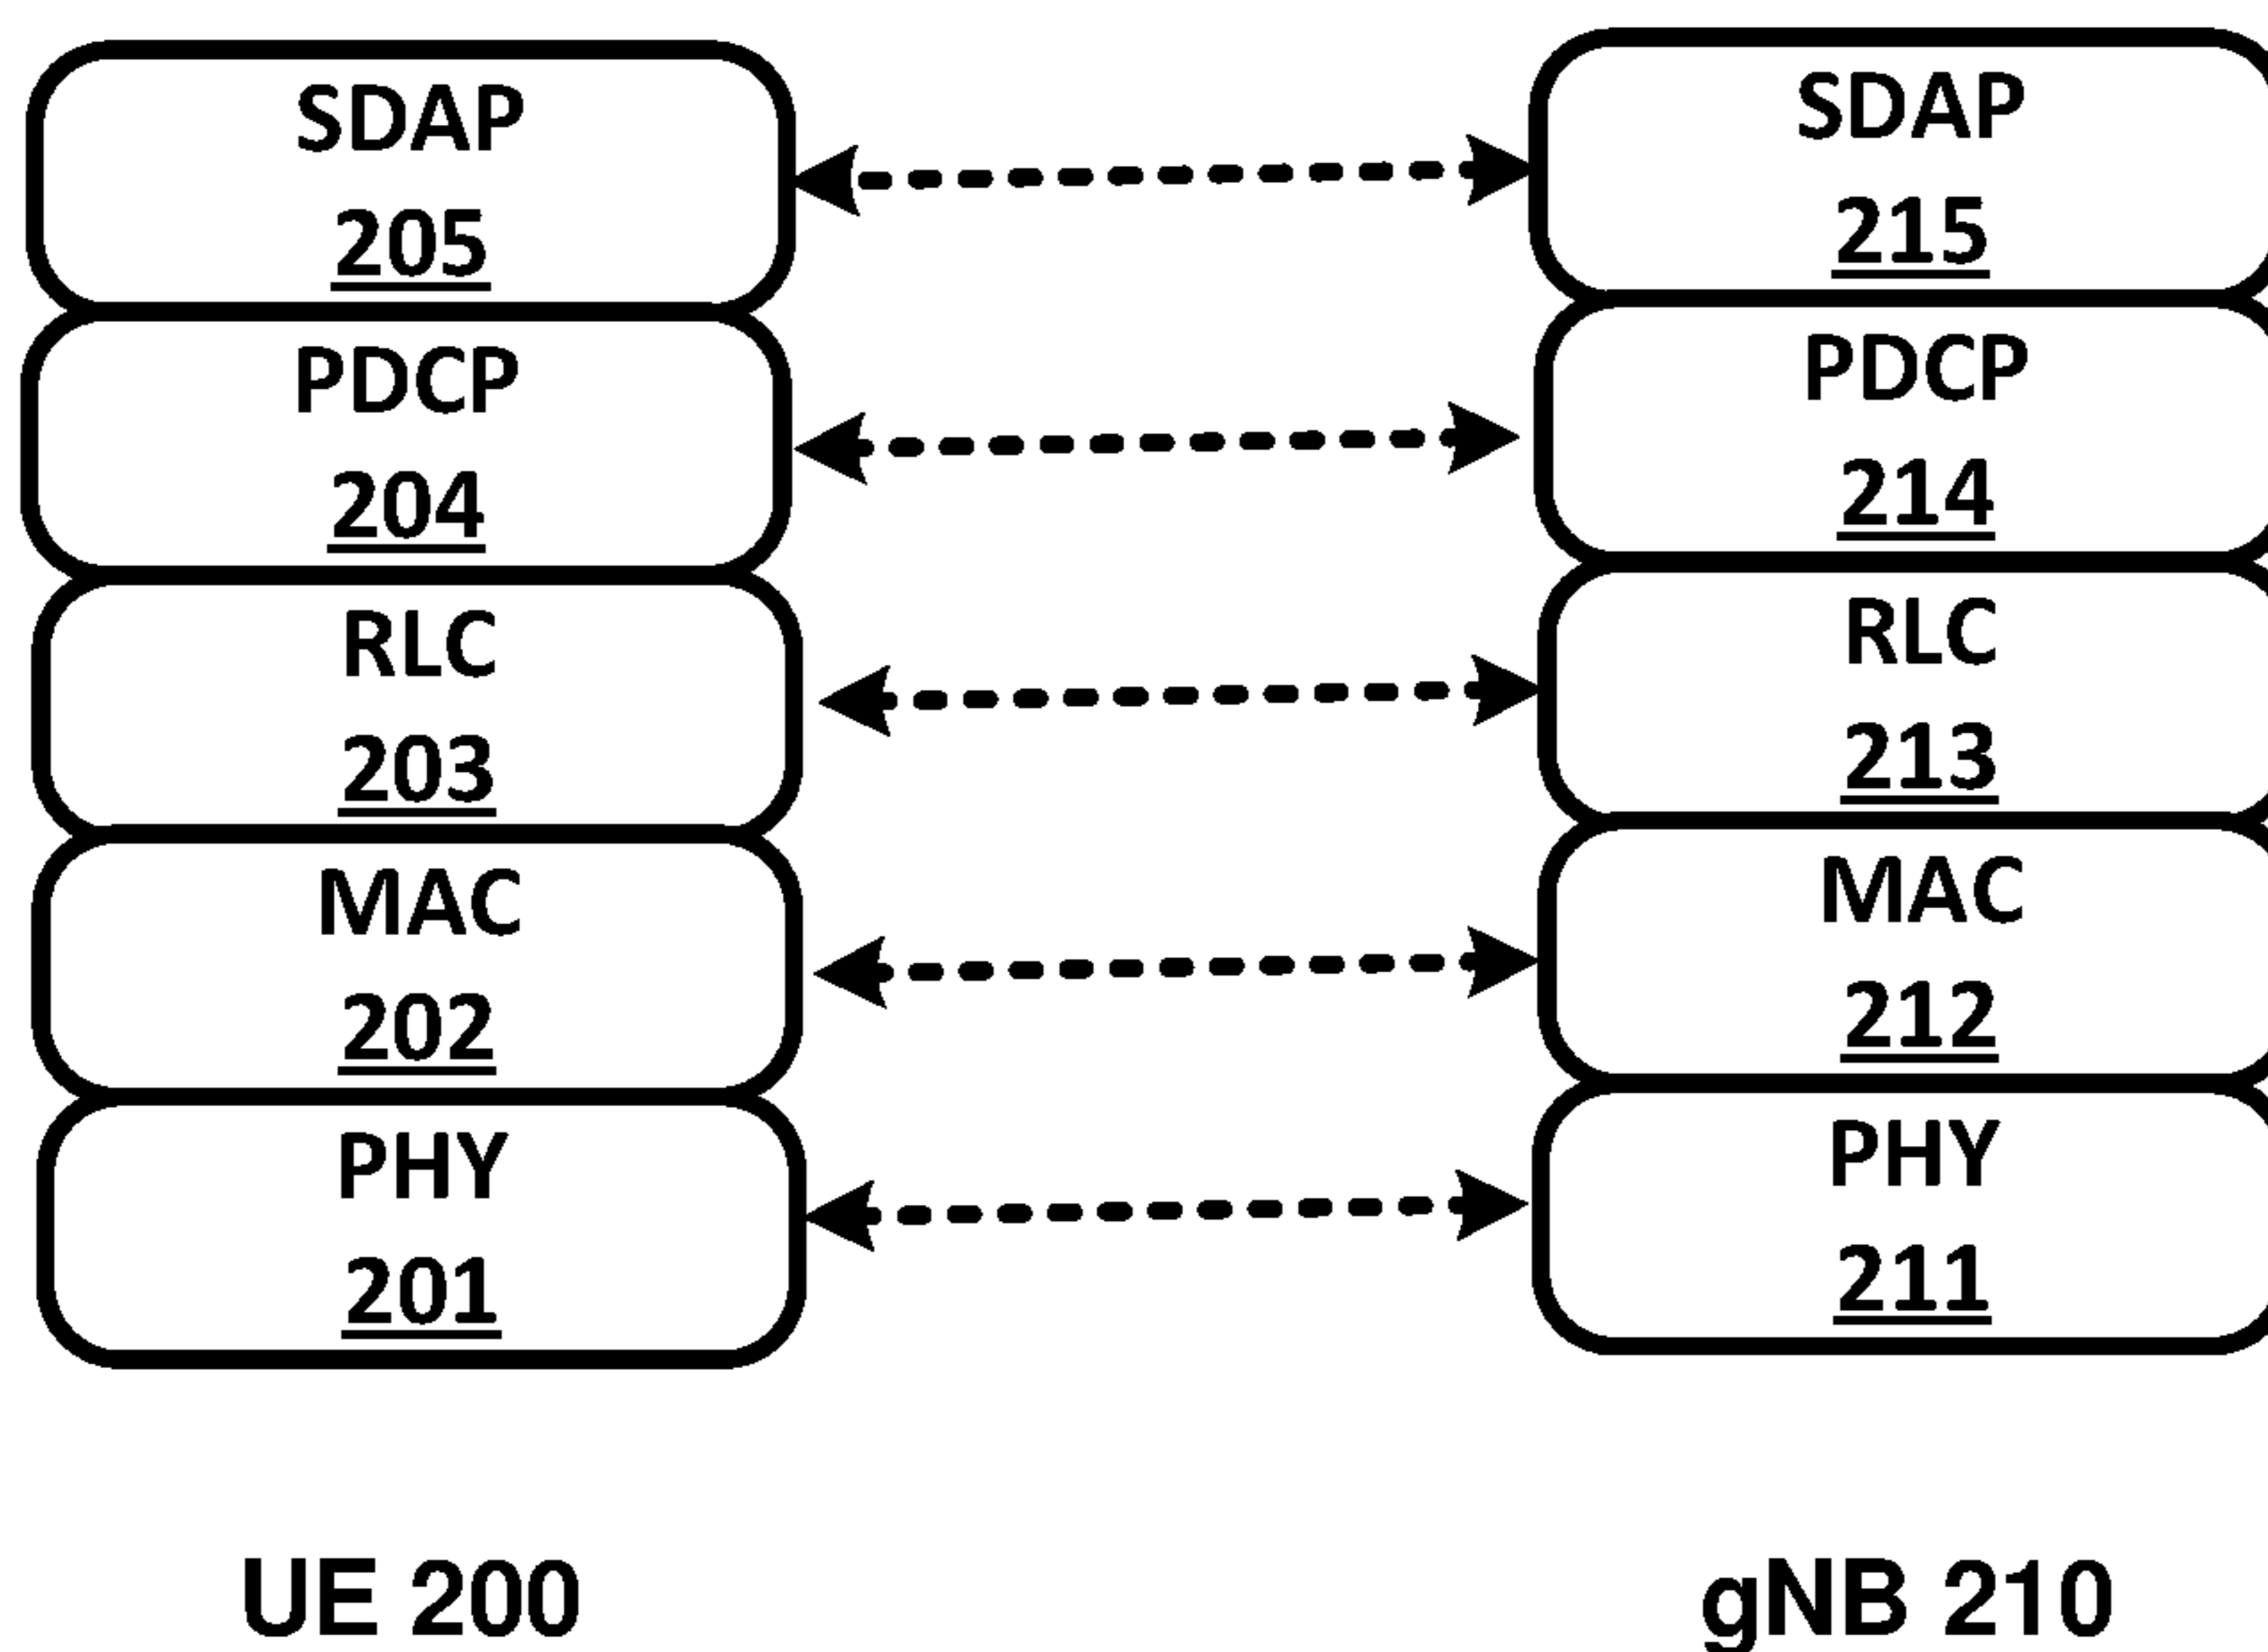 SDAP
205
PDCP
204
RLC
203
MAC
202
PHY
201
UE 200
SDAP
215
PDCP
214
RLC
213
MAC
212
PHY
211
gNB 210